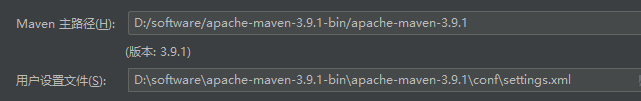 Maven 主路径(H): D:/software/apache-maven-3.9.1-bin/apache-maven-3.9.1
(版本: 3.9.1)
用户设置文件(S): D:\software\apache-maven-3.9.1-bin\apache-maven-3.9.1\conf\settings.xml